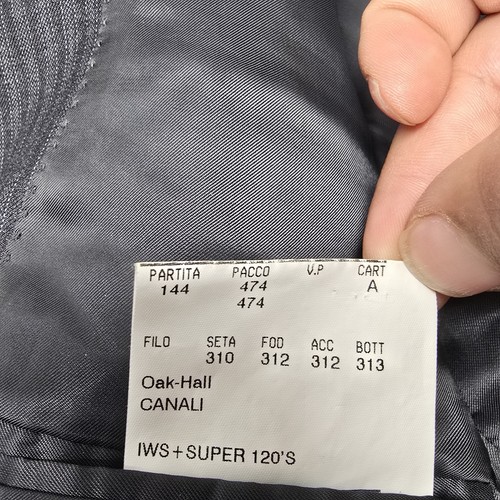 PARTITA PACCO V.P CART
144 474 A
474
FILO SETA FOD ACC BOTT
310 312 312 313
Oak-Hall
CANALI
IWS+SUPER 120'S